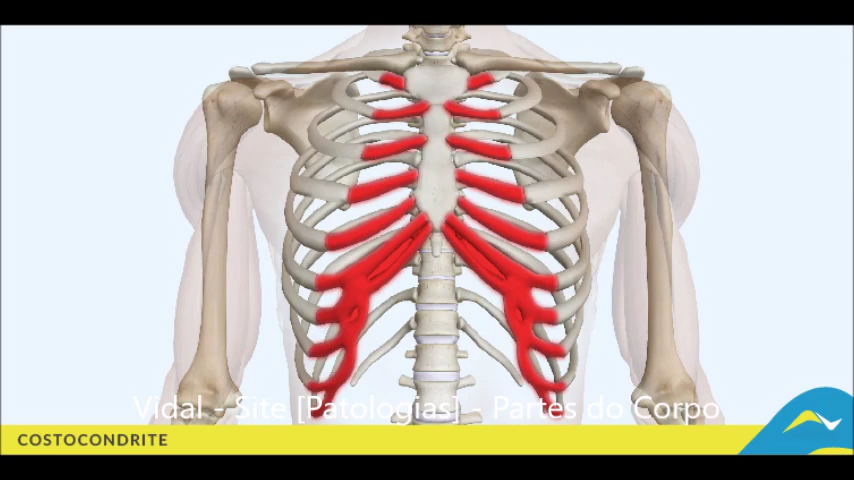 Vidal - Site [Patologias] - Partes do Corpo
COSTOCONDRITE